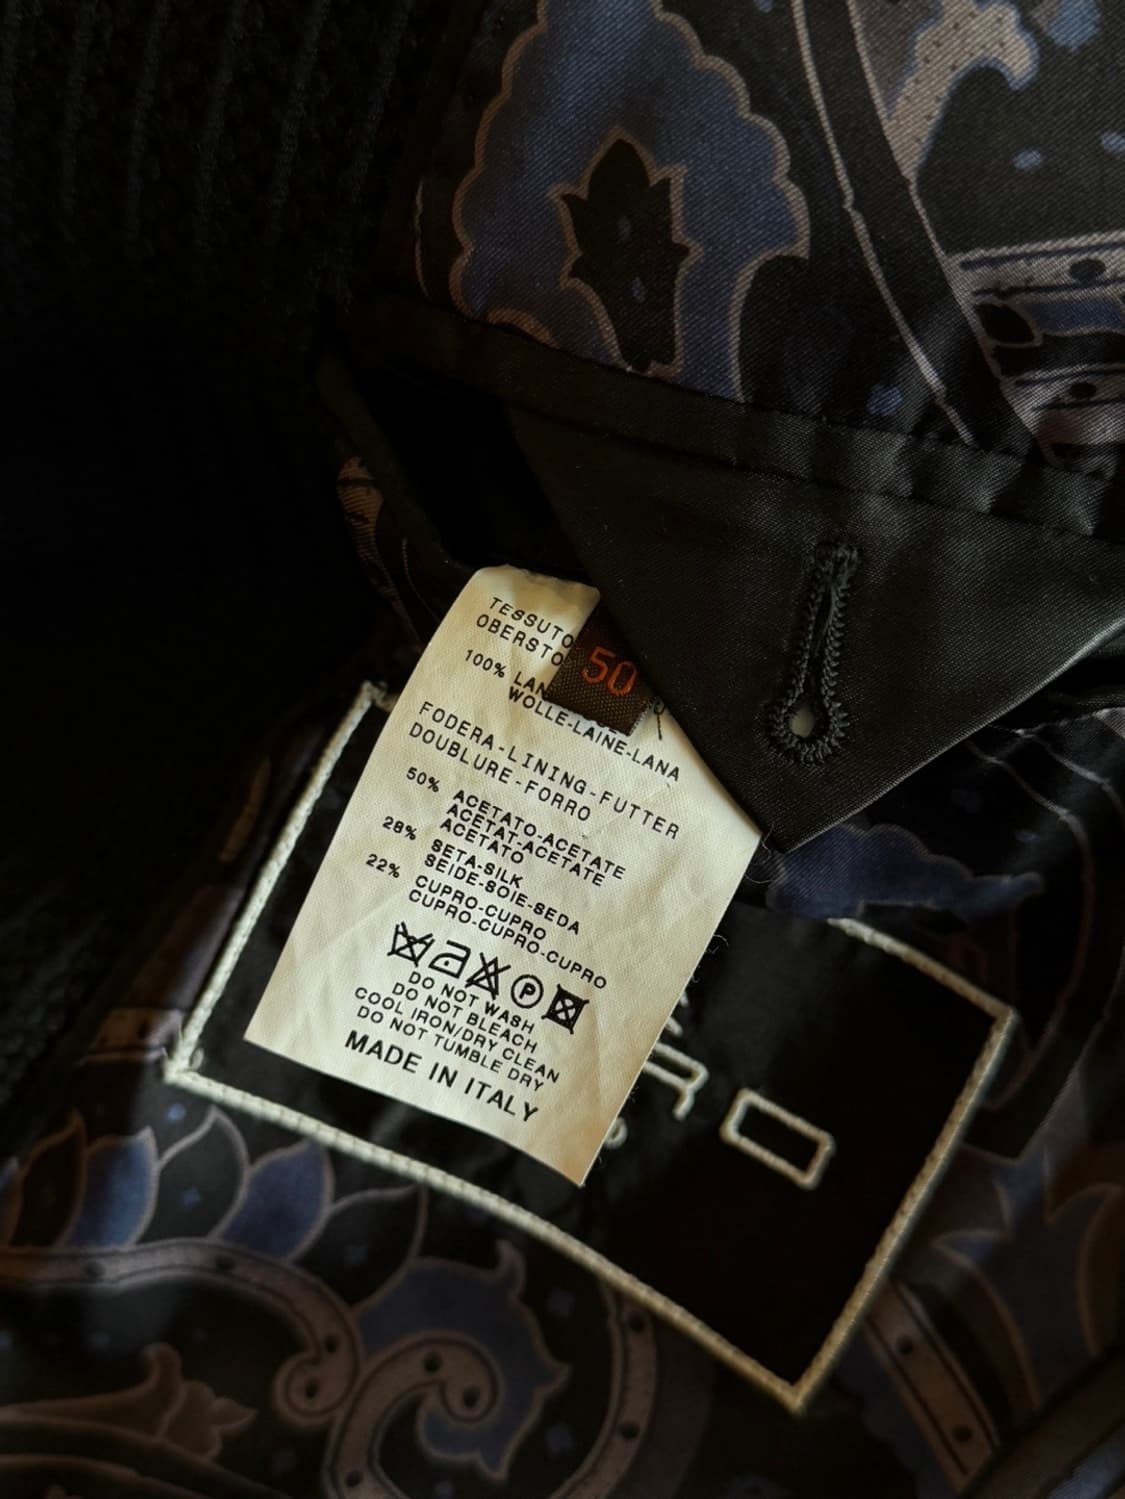 TESSUTO
OBERSTO
50
100% LAN
WOLLE-LAINE-LANA
FODERA-LINING-FUTTER
DOUBLURE-FORRO
50% ACETATO-ACETATE
ACETAT-ACETATE
ACETATO
28% SETA-SILK
SEIDE-SOIE-SEDA
22% CUPRO-CUPRO
CUPRO-CUPRO-CUPRO
P
DO NOT WASH
DO NOT BLEACH
COOL IRON/DRY CLEAN
DO NOT TUMBLE DRY
MADE IN ITALY
RO